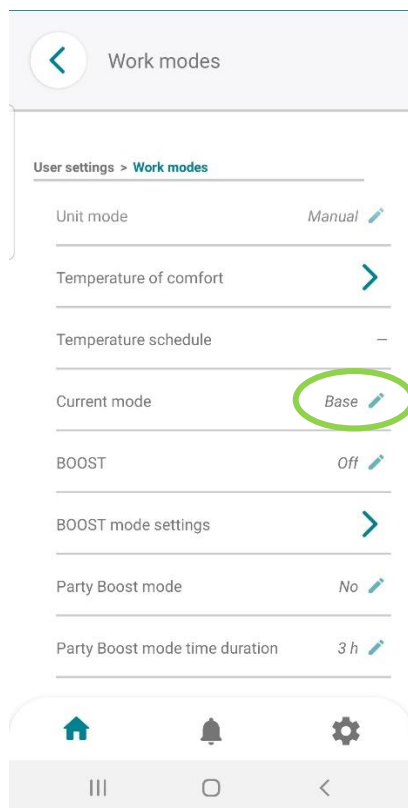 Work modes
User settings > Work modes
Unit mode Manual
Temperature of comfort
Temperature schedule –
Current mode Base
BOOST Off
BOOST mode settings
Party Boost mode No
Party Boost mode time duration 3 h